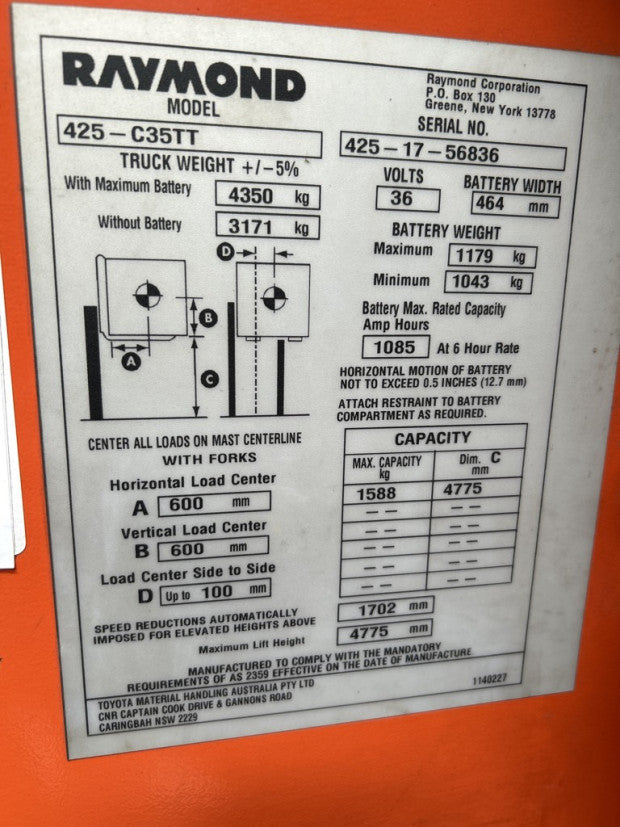 RAYMOND
MODEL
425-C35TT
Raymond Corporation
P.O. Box 130
Greene, New York 13778
SERIAL NO.
425-17-56836
TRUCK WEIGHT +/-5%
With Maximum Battery 4350 kg
Without Battery 3171 kg
VOLTS
36
BATTERY WIDTH
464 mm
BATTERY WEIGHT
Maximum 1179 kg
Minimum 1043 kg
D
B
A
C
Battery Max. Rated Capacity
Amp Hours
1085 At 6 Hour Rate
HORIZONTAL MOTION OF BATTERY
NOT TO EXCEED 0.5 INCHES (12.7 mm)
ATTACH RESTRAINT TO BATTERY
COMPARTMENT AS REQUIRED.
CENTER ALL LOADS ON MAST CENTERLINE
WITH FORKS
Horizontal Load Center
A 600 mm
Vertical Load Center
B 600 mm
Load Center Side to Side
D Up to 100 mm
CAPACITY
MAX. CAPACITY kg Dim. C mm
1588 4775
— — — —
— — — —
— — — —
— — — —
— — — —
SPEED REDUCTIONS AUTOMATICALLY
IMPOSED FOR ELEVATED HEIGHTS ABOVE 1702 mm
Maximum Lift Height 4775 mm
MANUFACTURED TO COMPLY WITH THE MANDATORY
REQUIREMENTS OF AS 2359 EFFECTIVE ON THE DATE OF MANUFACTURE
TOYOTA MATERIAL HANDLING AUSTRALIA PTY LTD
CNR CAPTAIN COOK DRIVE & GANNONS ROAD
CARINGBAH NSW 2229
1140227